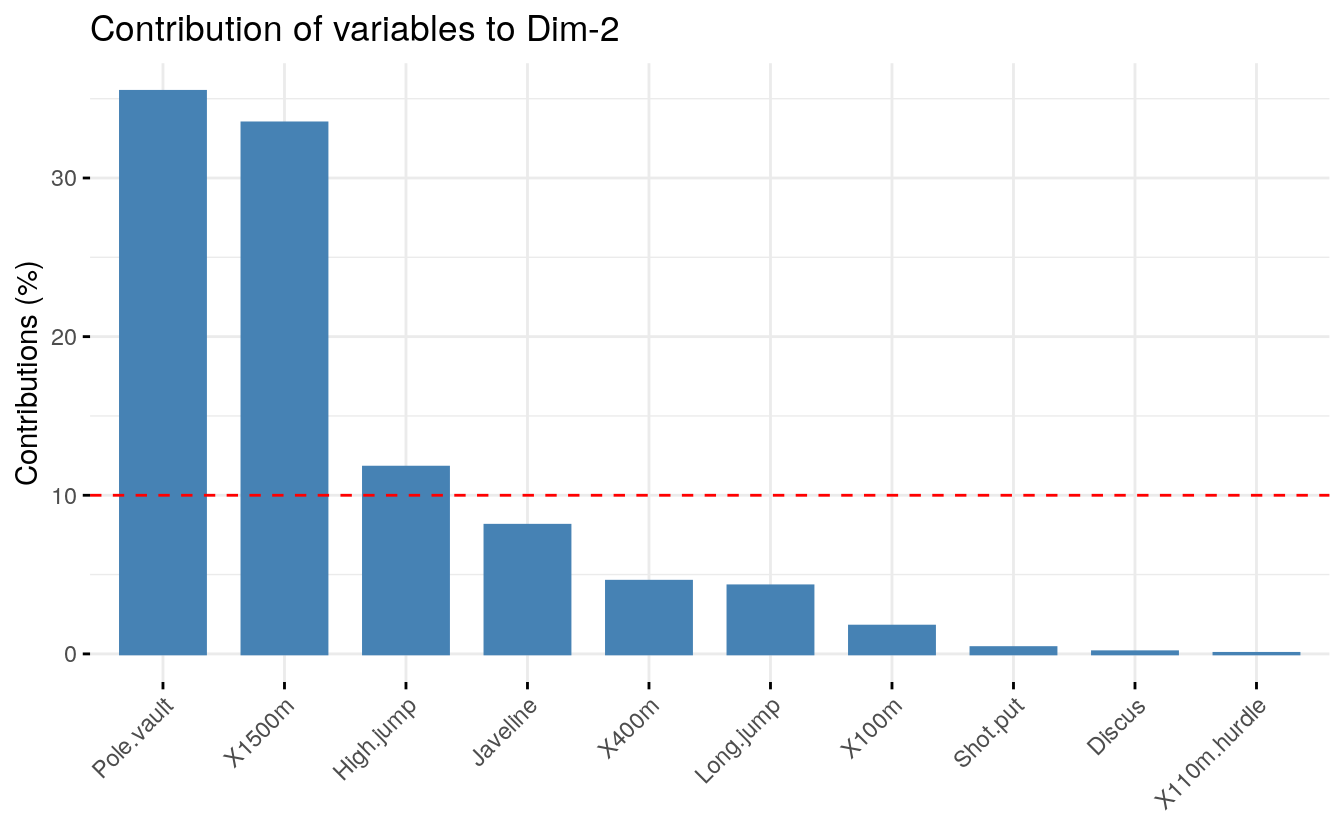 Contribution of variables to Dim-2
Contributions (%)
30
20
10
0
Pole.vault
X1500m
High.jump
Javeline
X400m
Long.jump
X100m
Shot.put
Discus
X110m.hurdle